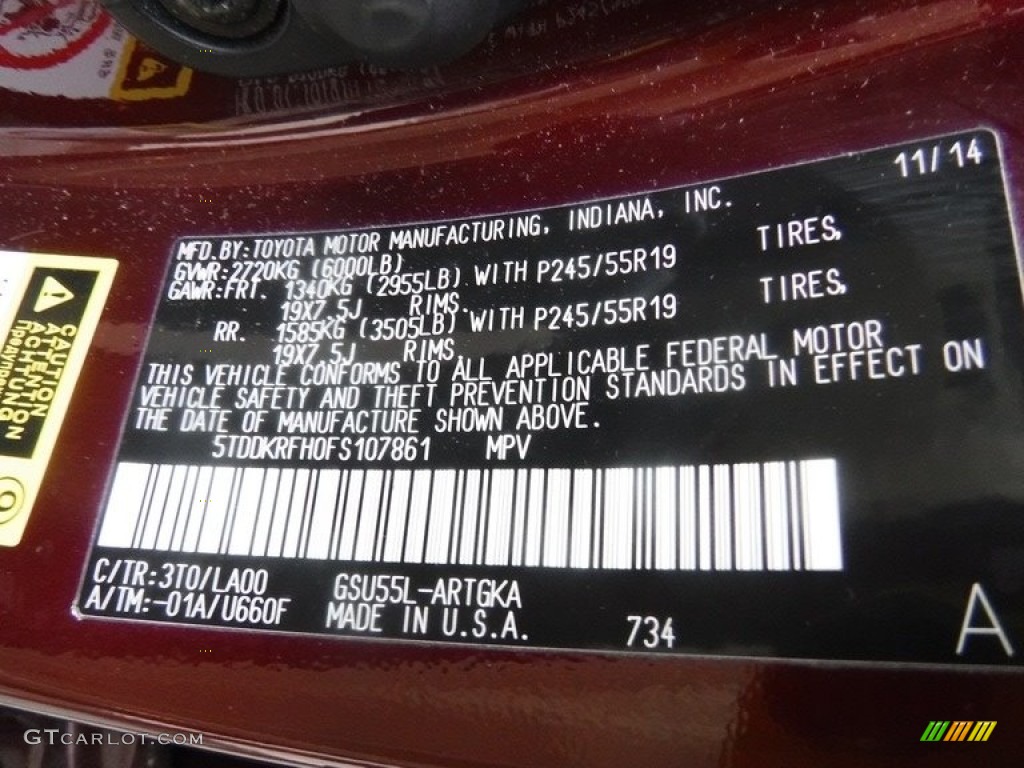 11/14
MFD. BY: TOYOTA MOTOR MANUFACTURING, INDIANA, INC.
GVWR: 2720KG (6000LB)
GAWR: FRT. 1340KG (2955LB) WITH P245/55R19 TIRES,
19X7.5J RIMS,
RR. 1585KG (3505LB) WITH P245/55R19 TIRES,
19X7.5J RIMS,
THIS VEHICLE CONFORMS TO ALL APPLICABLE FEDERAL MOTOR
VEHICLE SAFETY AND THEFT PREVENTION STANDARDS IN EFFECT ON
THE DATE OF MANUFACTURE SHOWN ABOVE.
5TDDKRFH0FS107861 MPV
C/TR: 3T0/LA00 GSU55L-ARTGKA
A/TM: -01A/U660F MADE IN U.S.A. 734
A
CAUTION
ATTENTION
ACHTUNG
GTCARLOT.COM